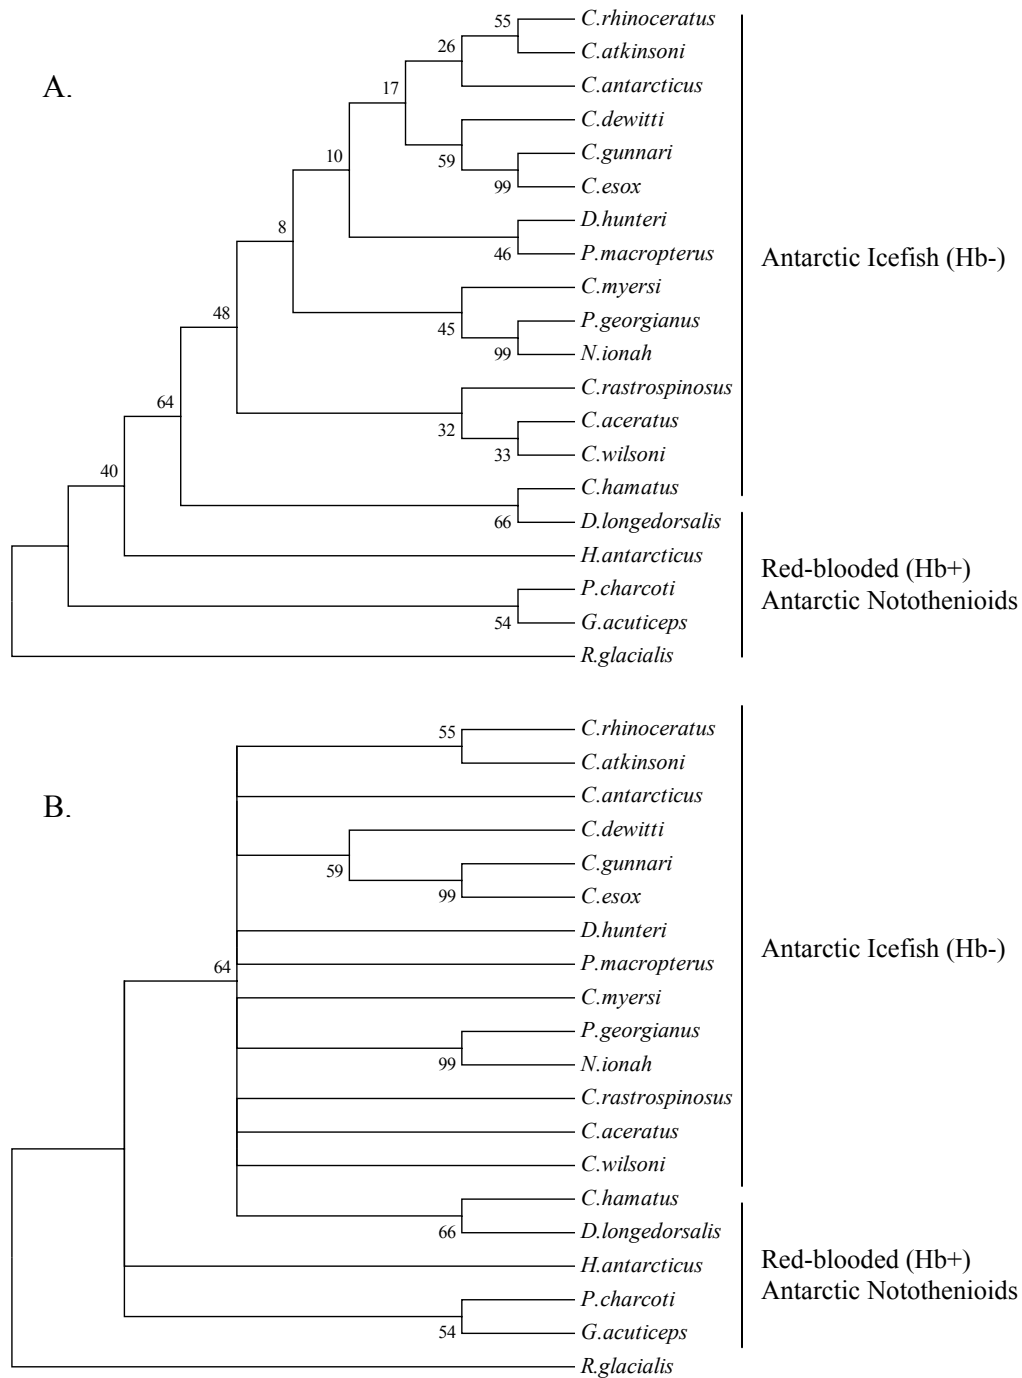 A.
C.rhinoceratus
C.atkinsoni
C.antarcticus
C.dewitti
C.gunnari
C.esox
D.hunteri
P.macropterus
C.myersi
P.georgianus
N.ionah
C.rastrospinosus
C.aceratus
C.wilsoni
C.hamatus
D.longedorsalis
H.antarcticus
P.charcoti
G.acuticeps
R.glacialis
55
26
17
59
99
10
46
8
45
99
48
32
33
64
66
40
54
Antarctic Icefish (Hb-)
Red-blooded (Hb+)
Antarctic Notothenioids
B.
C.rhinoceratus
C.atkinsoni
C.antarcticus
C.dewitti
C.gunnari
C.esox
D.hunteri
P.macropterus
C.myersi
P.georgianus
N.ionah
C.rastrospinosus
C.aceratus
C.wilsoni
C.hamatus
D.longedorsalis
H.antarcticus
P.charcoti
G.acuticeps
R.glacialis
55
59
99
64
99
66
54
Antarctic Icefish (Hb-)
Red-blooded (Hb+)
Antarctic Notothenioids